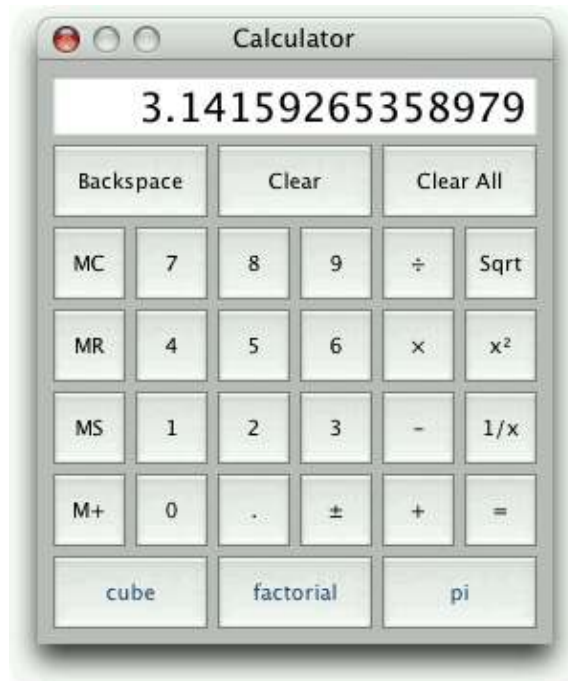 Calculator
3.14159265358979
Backspace Clear Clear All
MC 7 8 9 ÷ Sqrt
MR 4 5 6 × x²
MS 1 2 3 - 1/x
M+ 0 . ± + =
cube factorial pi